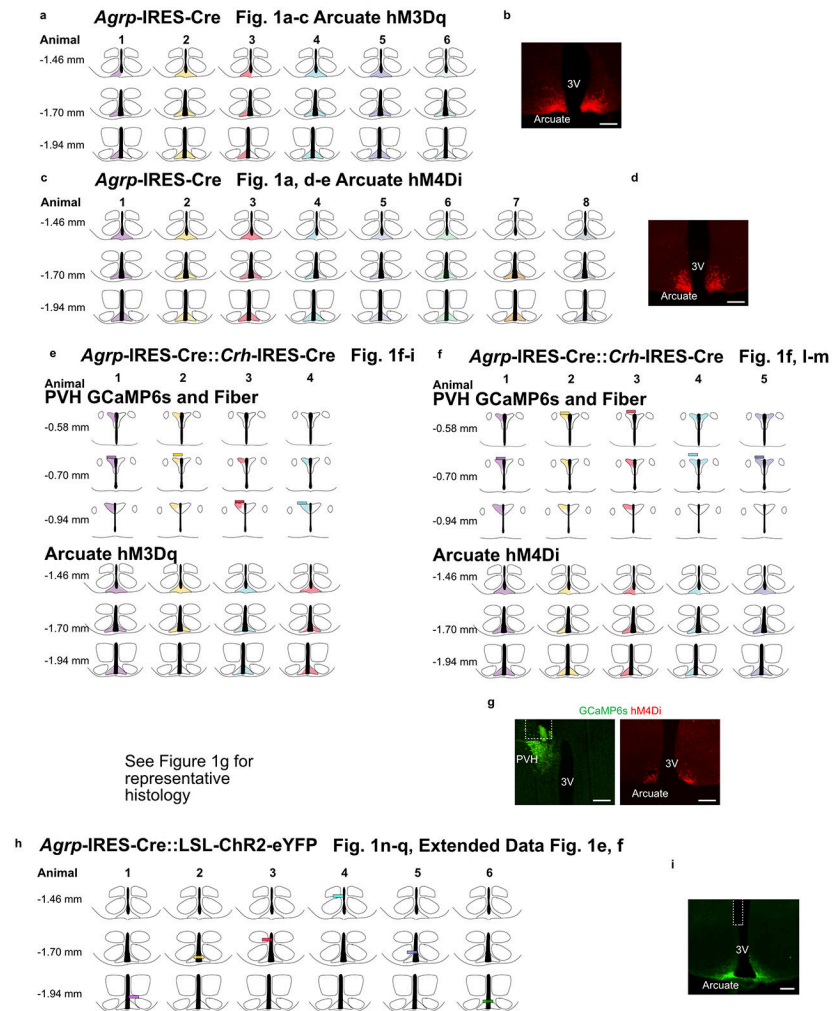 a
Agrp-IRES-Cre Fig. 1a-c Arcuate hM3Dq
Animal 1 2 3 4 5 6
-1.46 mm
-1.70 mm
-1.94 mm
b
3V
Arcuate
c
Agrp-IRES-Cre Fig. 1a, d-e Arcuate hM4Di
Animal 1 2 3 4 5 6 7 8
-1.46 mm
-1.70 mm
-1.94 mm
d
3V
Arcuate
e
Agrp-IRES-Cre::Crh-IRES-Cre Fig. 1f-i
Animal 1 2 3 4
PVH GCaMP6s and Fiber
-0.58 mm
-0.70 mm
-0.94 mm
Arcuate hM3Dq
-1.46 mm
-1.70 mm
-1.94 mm
See Figure 1g for
representative
histology
f
Agrp-IRES-Cre::Crh-IRES-Cre Fig. 1f, l-m
Animal 1 2 3 4 5
PVH GCaMP6s and Fiber
-0.58 mm
-0.70 mm
-0.94 mm
Arcuate hM4Di
-1.46 mm
-1.70 mm
-1.94 mm
g
GCaMP6s hM4Di
PVH
3V
3V
Arcuate
h
Agrp-IRES-Cre::LSL-ChR2-eYFP Fig. 1n-q, Extended Data Fig. 1e, f
Animal 1 2 3 4 5 6
-1.46 mm
-1.70 mm
-1.94 mm
i
3V
Arcuate